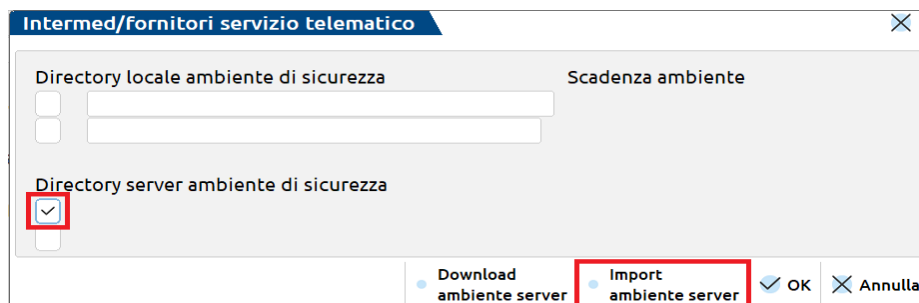 Intermed/fornitori servizio telematico
Directory locale ambiente di sicurezza
Scadenza ambiente
Directory server ambiente di sicurezza
Download
ambiente server
Import
ambiente server
OK
Annulla